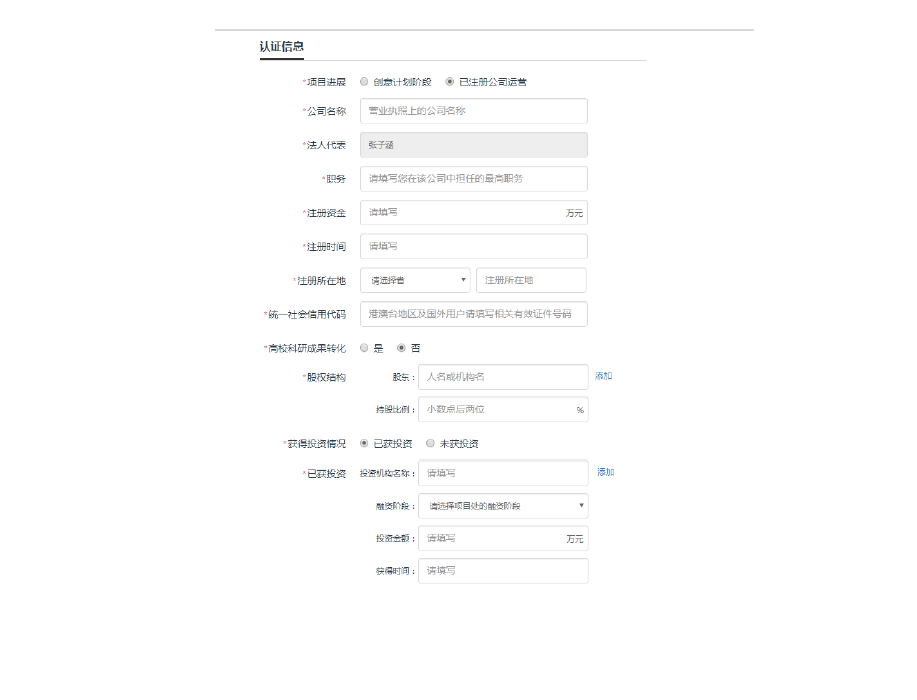 认证信息
*项目进展 创意计划阶段 已注册公司运营
*公司名称 营业执照上的公司名称
*法人代表 张子涵
*职务 请填写您在该公司中担任的最高职务
*注册资金 请填写 万元
*注册时间 请填写
*注册所在地 请选择省 注册所在地
*统一社会信用代码 港澳台地区及国外用户请填写相关有效证件号码
*高校科研成果转化 是 否
*股权结构 股东： 人名或机构名 添加
持股比例： 小数点后两位 %
*获得投资情况 已获投资 未获投资
*已获投资 投资机构名称： 请填写 添加
融资阶段： 请选择项目处的融资阶段
投资金额： 请填写 万元
获得时间： 请填写